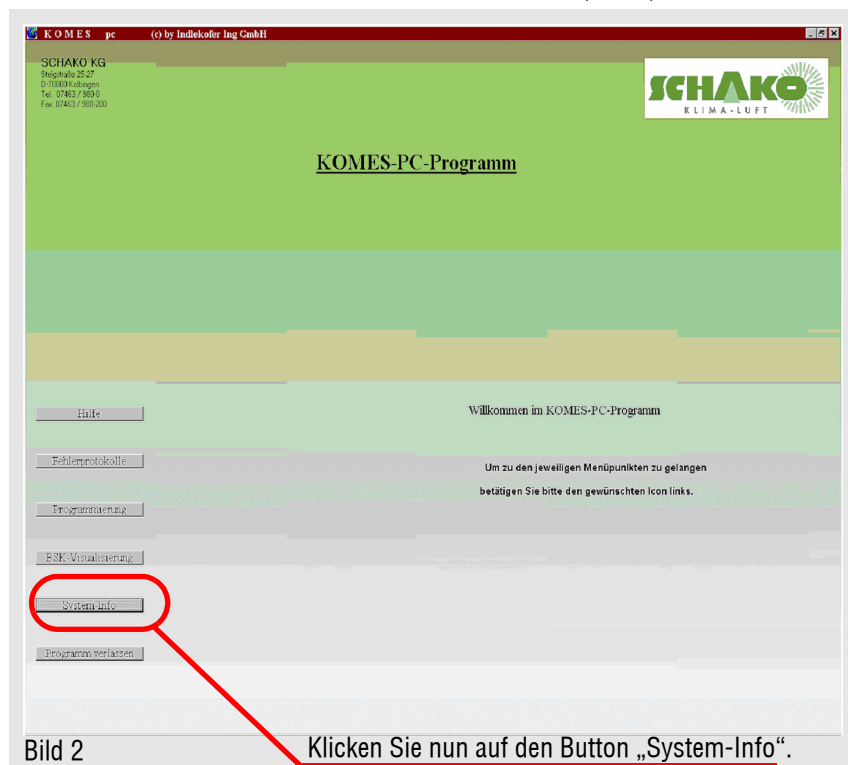 KOMES pc (c) by Indlekofer Ing GmbH
SCHAKO KG
Steigstraße 25-27
D-78600 Kolbingen
Tel. 07463 / 980-0
Fax. 07463 / 980-200
SCHAKO
KLIMA-LUFT
KOMES-PC-Programm
Hilfe
Willkommen im KOMES-PC-Programm
Fehlerprotokolle
Um zu den jeweiligen Menüpunkten zu gelangen
betätigen Sie bitte den gewünschten Icon links.
Programmierung
BSK-Visualisierung
System-Info
Programm verlassen
Bild 2
Klicken Sie nun auf den Button „System-Info“.